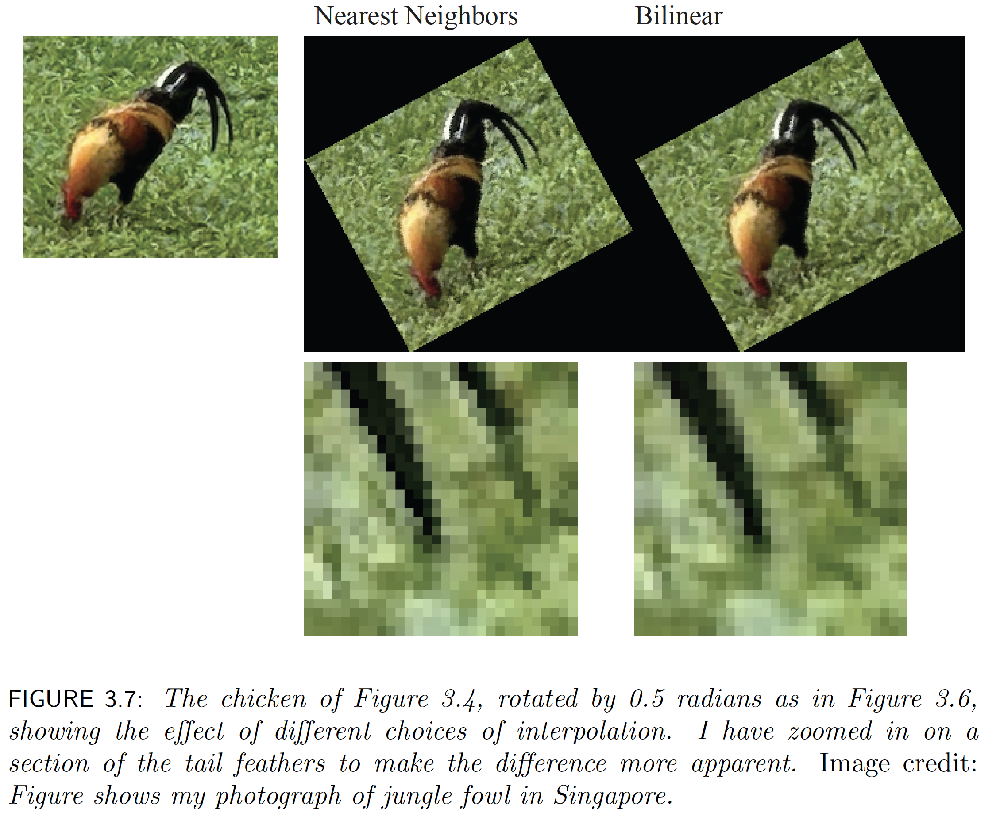 Nearest Neighbors
Bilinear
FIGURE 3.7: The chicken of Figure 3.4, rotated by 0.5 radians as in Figure 3.6,
showing the effect of different choices of interpolation. I have zoomed in on a
section of the tail feathers to make the difference more apparent. Image credit:
Figure shows my photograph of jungle fowl in Singapore.